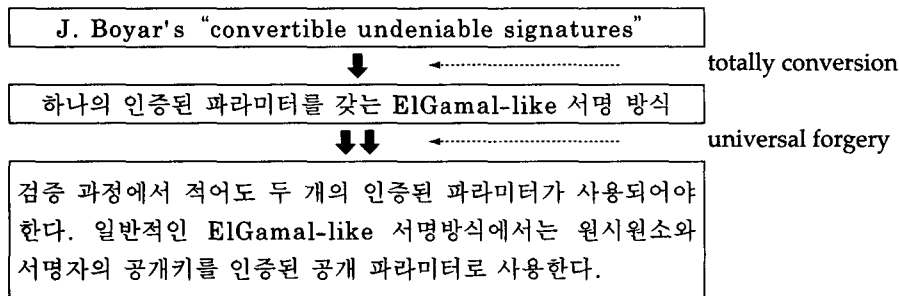 J. Boyar's “convertible undeniable signatures”
totally conversion
하나의 인증된 파라미터를 갖는 ElGamal-like 서명 방식
universal forgery
검증 과정에서 적어도 두 개의 인증된 파라미터가 사용되어야
한다. 일반적인 ElGamal-like 서명방식에서는 원시원소와
서명자의 공개키를 인증된 공개 파라미터로 사용한다.